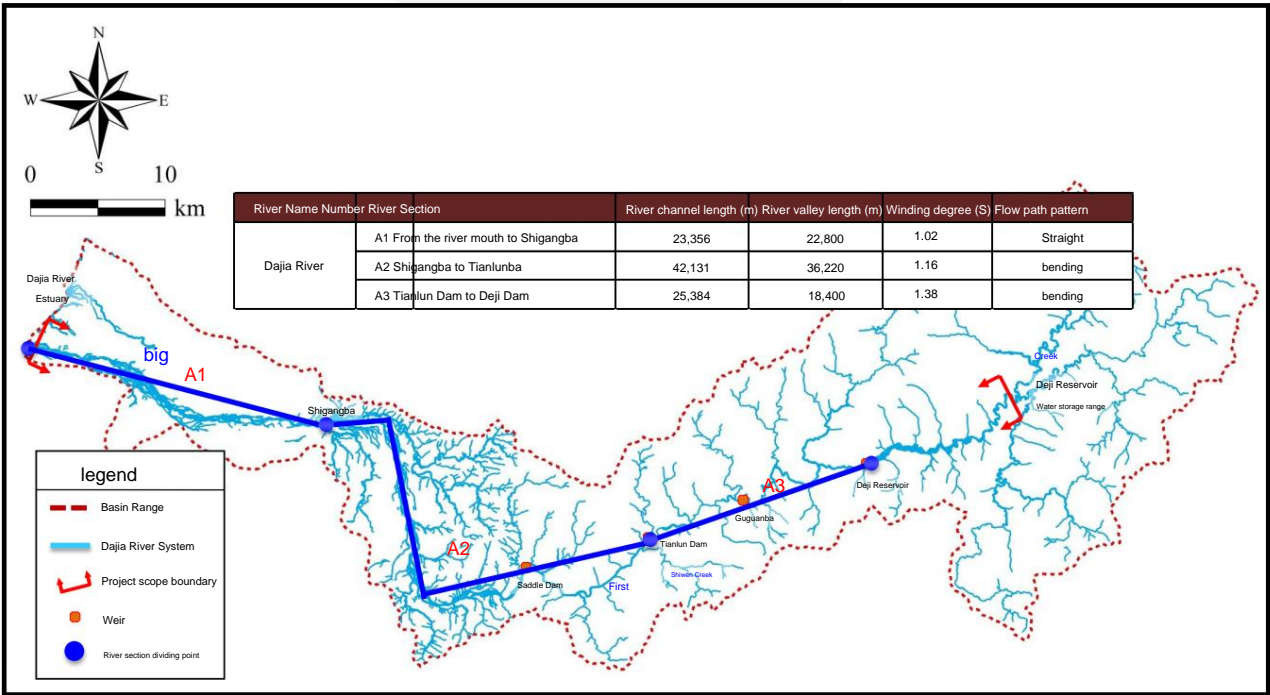 N
W E
S
0 10
km
River Name Number River Section River channel length (m) River valley length (m) Winding degree (S) Flow path pattern
Dajia River
A1 From the river mouth to Shigangba 23,356 22,800 1.02 Straight
A2 Shigangba to Tianlunba 42,131 36,220 1.16 bending
A3 Tianlun Dam to Deji Dam 25,384 18,400 1.38 bending
Dajia River
Estuary
big
A1
Shigangba
Creek
Deji Reservoir
Water storage range
A2
Saddle Dam
First
Tianlun Dam
Shiwen Creek
A3
Guguanba
Deji Reservoir
legend
Basin Range
Dajia River System
Project scope boundary
Weir
River section dividing point